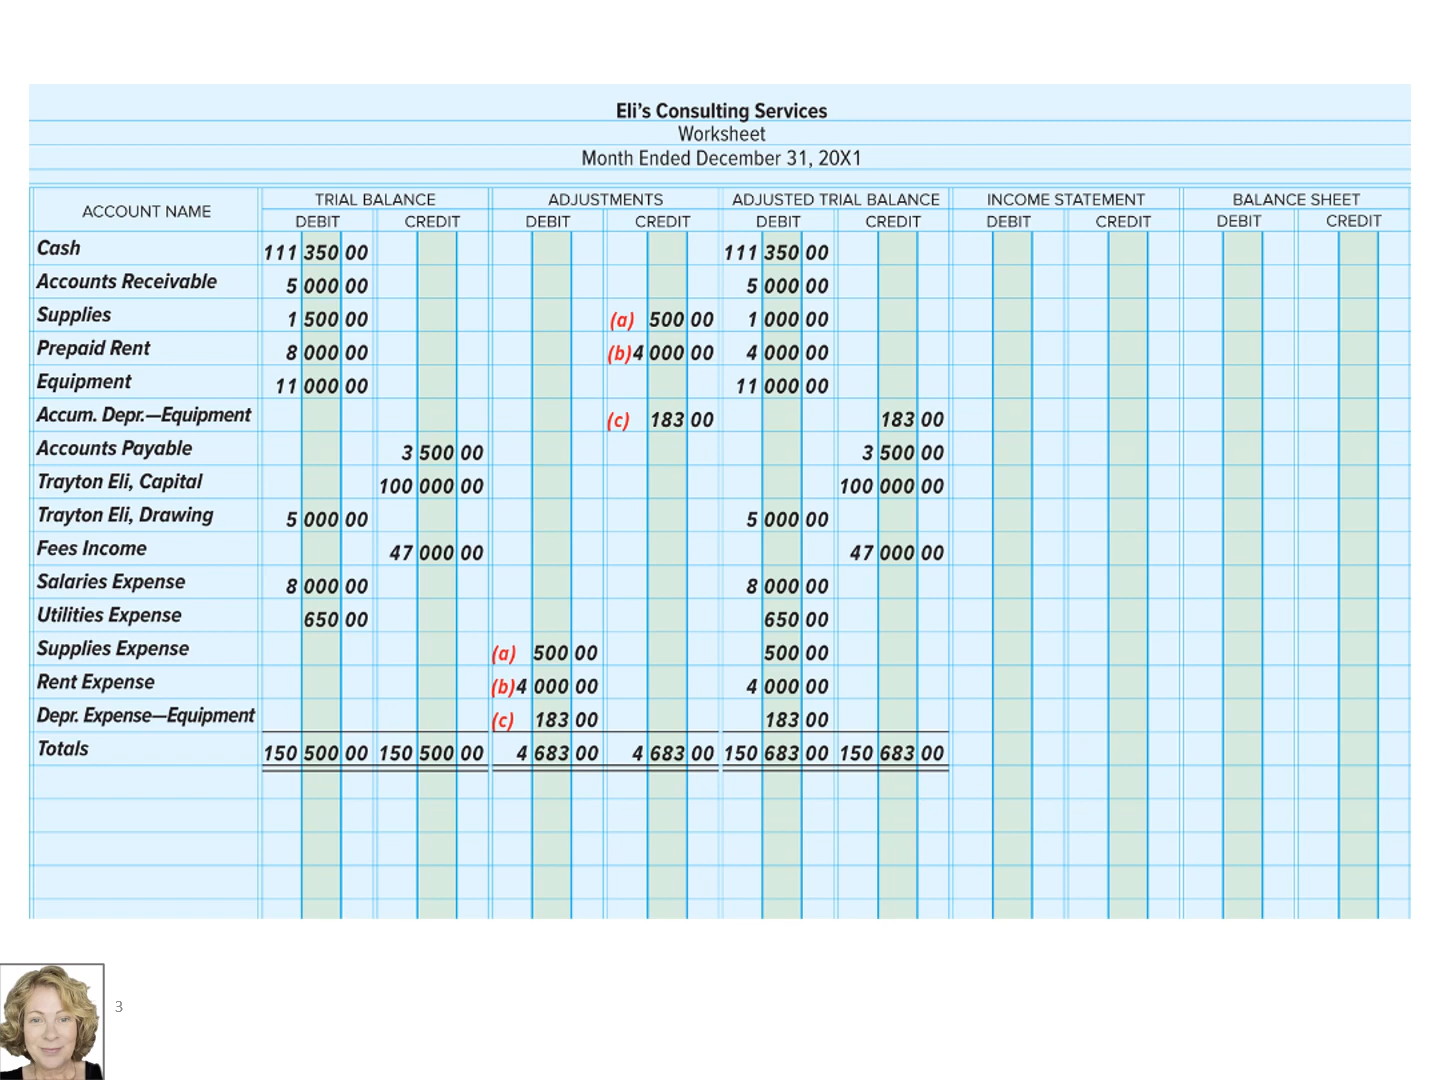 Eli's Consulting Services
Worksheet
Month Ended December 31, 20X1
ACCOUNT NAME TRIAL BALANCE ADJUSTMENTS ADJUSTED TRIAL BALANCE INCOME STATEMENT BALANCE SHEET
DEBIT CREDIT DEBIT CREDIT DEBIT CREDIT DEBIT CREDIT DEBIT CREDIT
Cash 111 350 00 111 350 00
Accounts Receivable 5 000 00 5 000 00
Supplies 1 500 00 (a) 500 00 1 000 00
Prepaid Rent 8 000 00 (b) 4 000 00 4 000 00
Equipment 11 000 00 11 000 00
Accum. Depr.—Equipment (c) 183 00 183 00
Accounts Payable 3 500 00 3 500 00
Trayton Eli, Capital 100 000 00 100 000 00
Trayton Eli, Drawing 5 000 00 5 000 00
Fees Income 47 000 00 47 000 00
Salaries Expense 8 000 00 8 000 00
Utilities Expense 650 00 650 00
Supplies Expense (a) 500 00 500 00
Rent Expense (b) 4 000 00 4 000 00
Depr. Expense—Equipment (c) 183 00 183 00
Totals 150 500 00 150 500 00 4 683 00 4 683 00 150 683 00 150 683 00
3